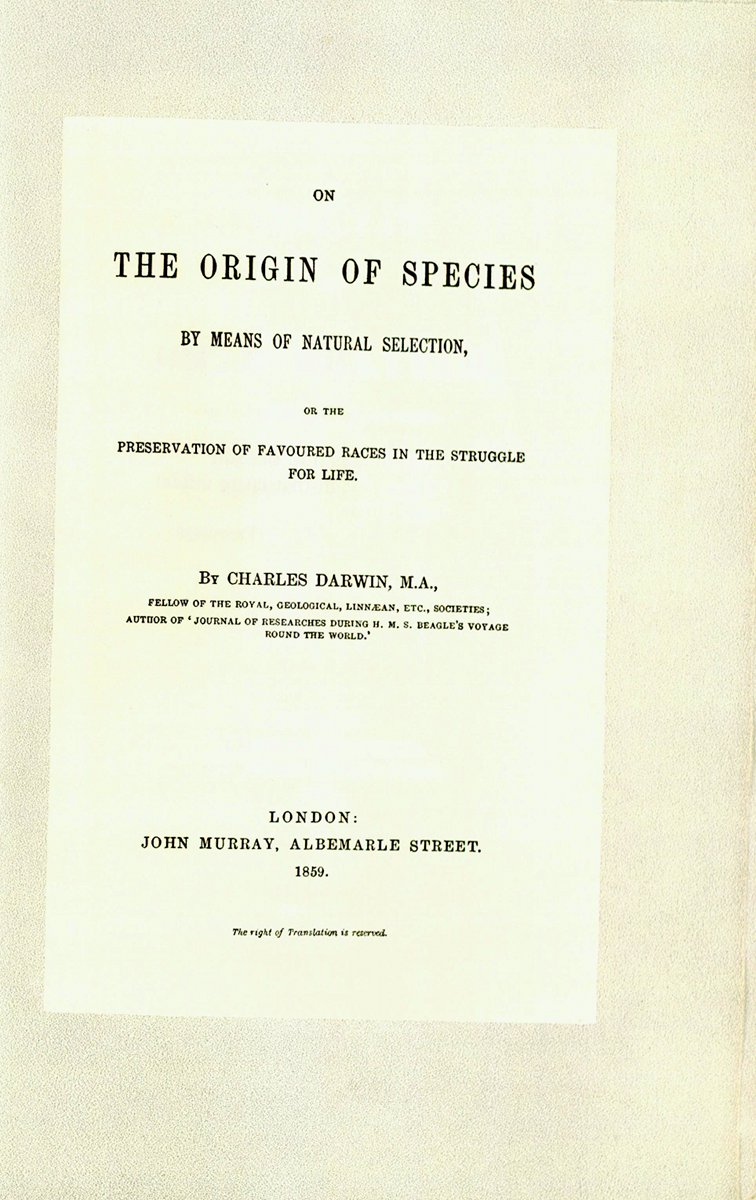 ON
THE ORIGIN OF SPECIES
BY MEANS OF NATURAL SELECTION,
OR THE
PRESERVATION OF FAVOURED RACES IN THE STRUGGLE
FOR LIFE.
BY CHARLES DARWIN, M.A.,
FELLOW OF THE ROYAL, GEOLOGICAL, LINNÆAN, ETC., SOCIETIES;
AUTHOR OF 'JOURNAL OF RESEARCHES DURING H. M. S. BEAGLE'S VOYAGE
ROUND THE WORLD.'
LONDON:
JOHN MURRAY, ALBEMARLE STREET.
1859.
The right of Translation is reserved.